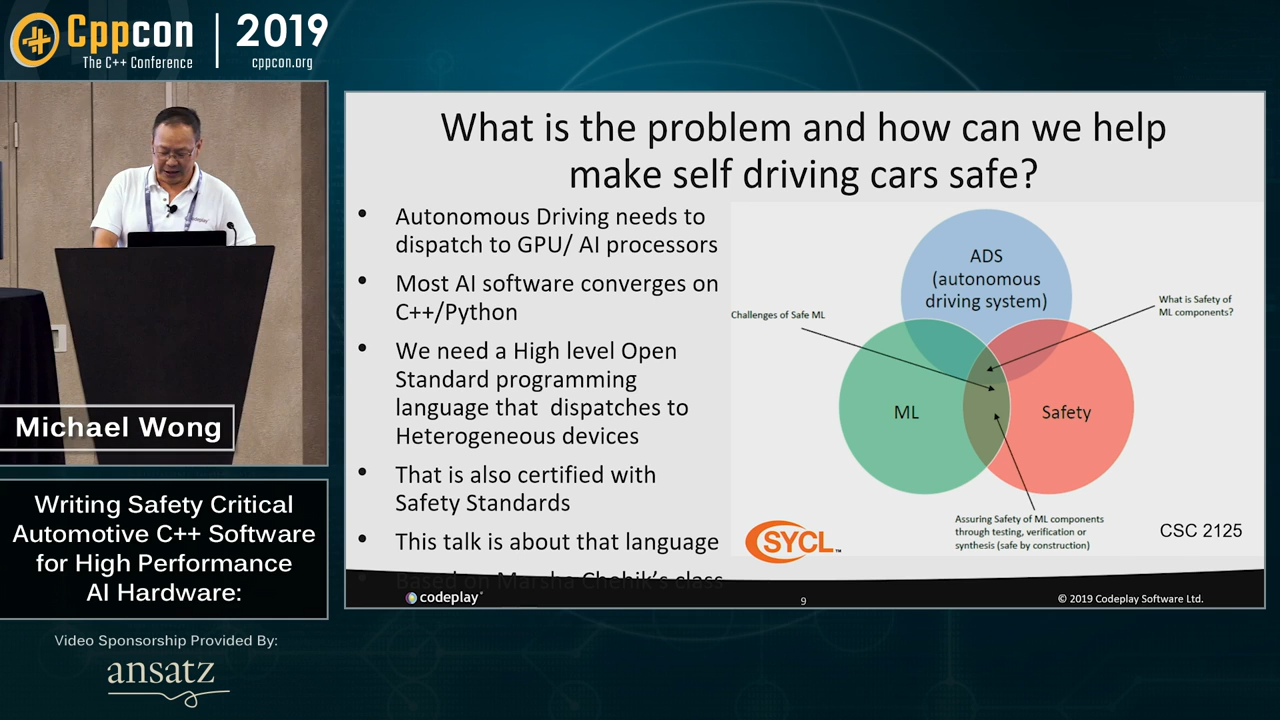 Cppcon
The C++ Conference
2019
cppcon.org
Michael Wong
Writing Safety Critical
Automotive C++ Software
for High Performance
AI Hardware:
Video Sponsorship Provided By:
ansatz
What is the problem and how can we help
make self driving cars safe?
• Autonomous Driving needs to
dispatch to GPU/ AI processors
• Most AI software converges on
C++/Python
• We need a High level Open
Standard programming
language that dispatches to
Heterogeneous devices
• That is also certified with
Safety Standards
• This talk is about that language
• Based on Marsha Chehik's class
ADS
(autonomous
driving system)
Challenges of Safe ML
What is Safety of
ML components?
ML
Safety
Assuring Safety of ML components
through testing, verification or
synthesis (safe by construction)
SYCL™
CSC 2125
codeplay®
9
© 2019 Codeplay Software Ltd.